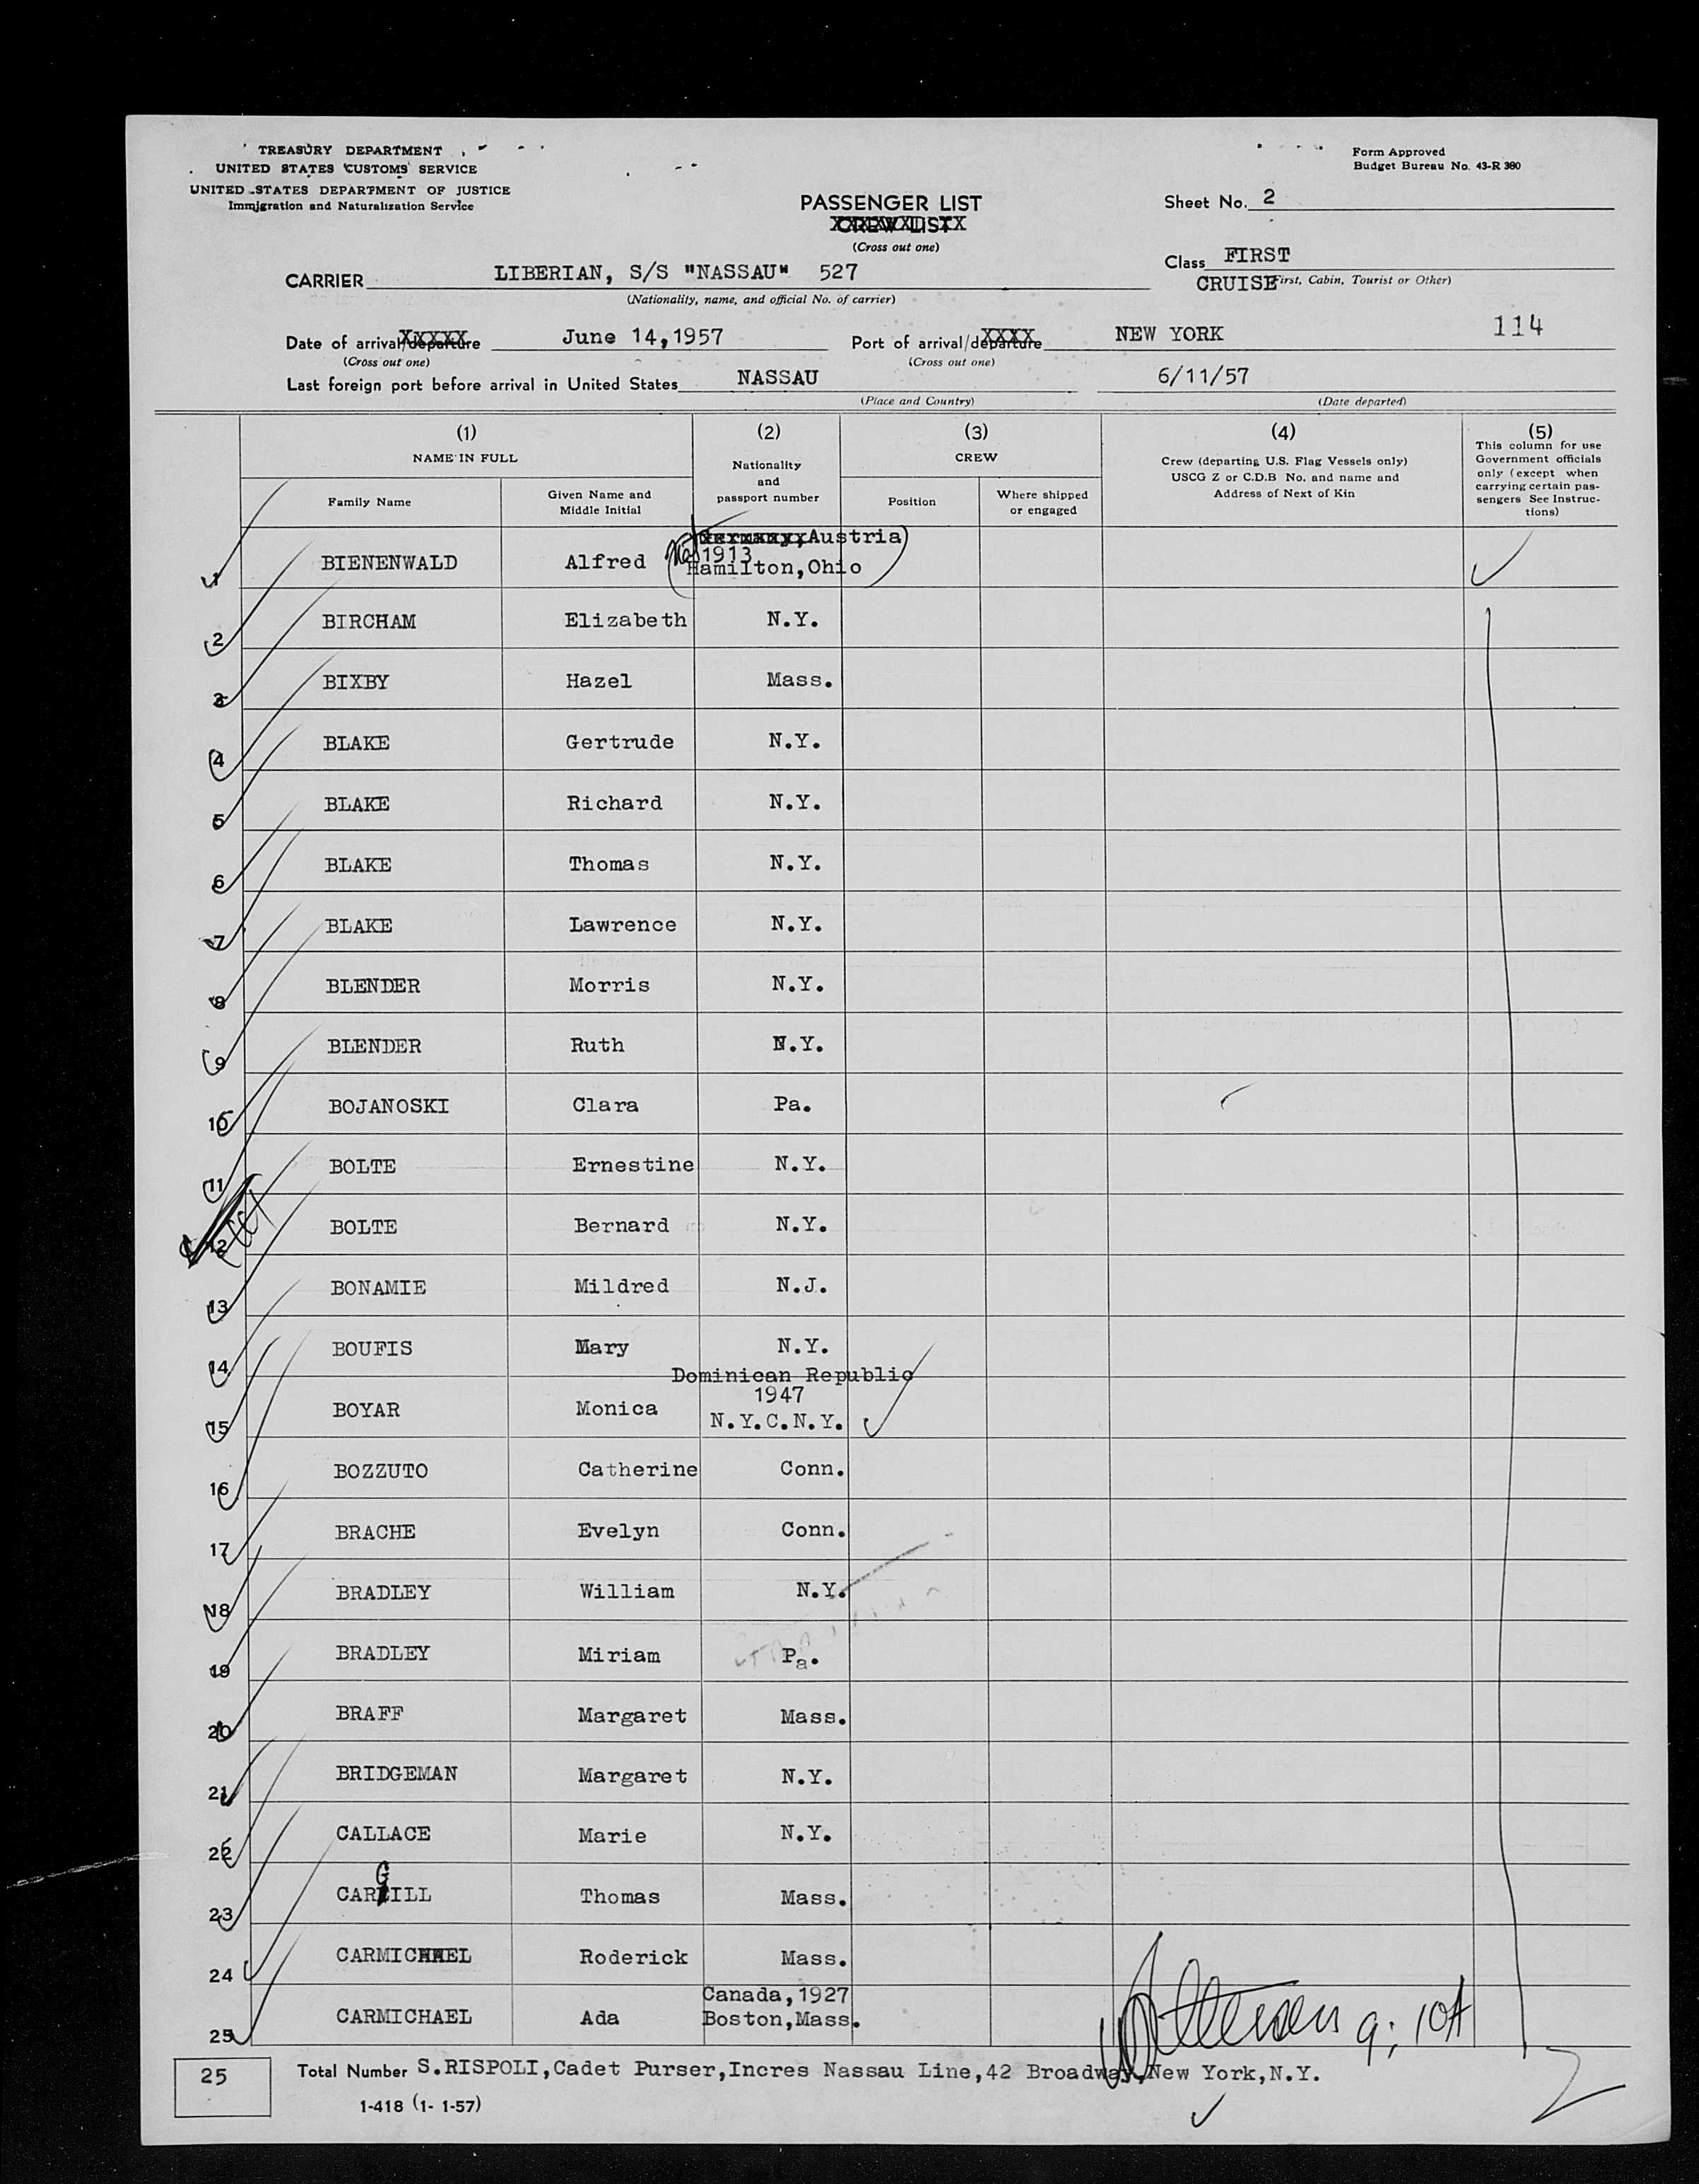 TREASURY DEPARTMENT
UNITED STATES CUSTOMS SERVICE
UNITED STATES DEPARTMENT OF JUSTICE
Immigration and Naturalization Service
Form Approved
Budget Bureau No. 43-R 380
PASSENGER LIST
CREW LIST
(Cross out one)
Sheet No. 2
Class FIRST
CRUISE
(First, Cabin, Tourist or Other)
CARRIER LIBERIAN, S/S "NASSAU" 527
(Nationality, name, and official No. of carrier)
114
Date of arrival/departure June 14,1957 Port of arrival/departure NEW YORK
(Cross out one) (Cross out one)
Last foreign port before arrival in United States NASSAU 6/11/57
(Place and Country) (Date departed)
(1) (2) (3) (4) (5)
NAME IN FULL
Family Name
Given Name and Middle Initial
Nationality and passport number
CREW
Position
Where shipped or engaged
Crew (departing U.S. Flag Vessels only)
USCG Z or C.D.B No. and name and
Address of Next of Kin
This column for use
Government officials
only (except when
carrying certain pas-
sengers See Instruc-
tions)
1 BIENENWALD Alfred Germany, Austria
1913
Hamilton,Ohio
2 BIRCHAM Elizabeth N.Y.
3 BIXBY Hazel Mass.
4 BLAKE Gertrude N.Y.
5 BLAKE Richard N.Y.
6 BLAKE Thomas N.Y.
7 BLAKE Lawrence N.Y.
8 BLENDER Morris N.Y.
9 BLENDER Ruth N.Y.
10 BOJANOSKI Clara Pa.
11 BOLTE Ernestine N.Y.
12 BOLTE Bernard N.Y.
13 BONAMIE Mildred N.J.
14 BOUFIS Mary N.Y.
15 BOYAR Monica Dominican Republic
1947
N.Y.C.N.Y.
16 BOZZUTO Catherine Conn.
17 BRACHE Evelyn Conn.
18 BRADLEY William N.Y.
19 BRADLEY Miriam Pa.
20 BRAFF Margaret Mass.
21 BRIDGEMAN Margaret N.Y.
22 CALLACE Marie N.Y.
23 CARGILL Thomas Mass.
24 CARMICHAEL Roderick Mass.
25 CARMICHAEL Ada Canada,1927
Boston,Mass.
25 Total Number S.RISPOLI,Cadet Purser,Incres Nassau Line,42 Broadway,New York,N.Y.
1-418 (1- 1-57)